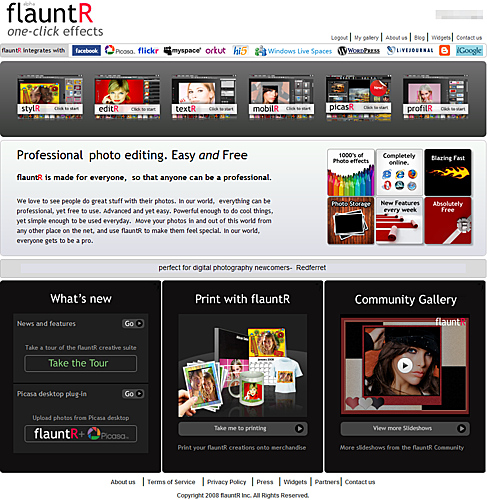 alpha
flauntR
one-click effects
Logout | My gallery | About us | Blog | Widgets | Contact us
flauntR integrates with
facebook Picasa flickr myspace orkut hi5 Windows Live Spaces WORDPRESS LIVEJOURNAL iGoogle
stylR Click to start
editR Click to start
textR Click to start
mobilR Click to start
picasR Click to start
profilR Click to start
Professional photo editing. Easy and Free
flauntR is made for everyone, so that anyone can be a professional.
We love to see people do great stuff with their photos. In our world, everything can be
professional, yet free to use. Advanced and yet easy. Powerful enough to do cool things,
yet simple enough to be used everyday. Move your photos in and out of this world from
any other place on the net, and use flauntR to make them feel special. In our world,
everyone gets to be a pro.
1000's of
Photo effects
Completely
online.
Blazing Fast
Photo Storage
New Features
every week
Absolutely
Free
perfect for digital photography newcomers- Redferret
What's new
News and features Go
Take a tour of the flauntR creative suite
Take the Tour
Picasa desktop plug-in Go
Upload photos from Picasa desktop
flauntR+ Picasa
Print with flauntR
Take me to printing
Print your flauntR creations onto merchandise
Community Gallery
flaunt
View more Slideshows
More slideshows from the flauntR Community
About us | Terms of Service | Privacy Policy | Press | Widgets | Partners | Contact us
Copyright 2008 flauntR Inc. All Rights Reserved.